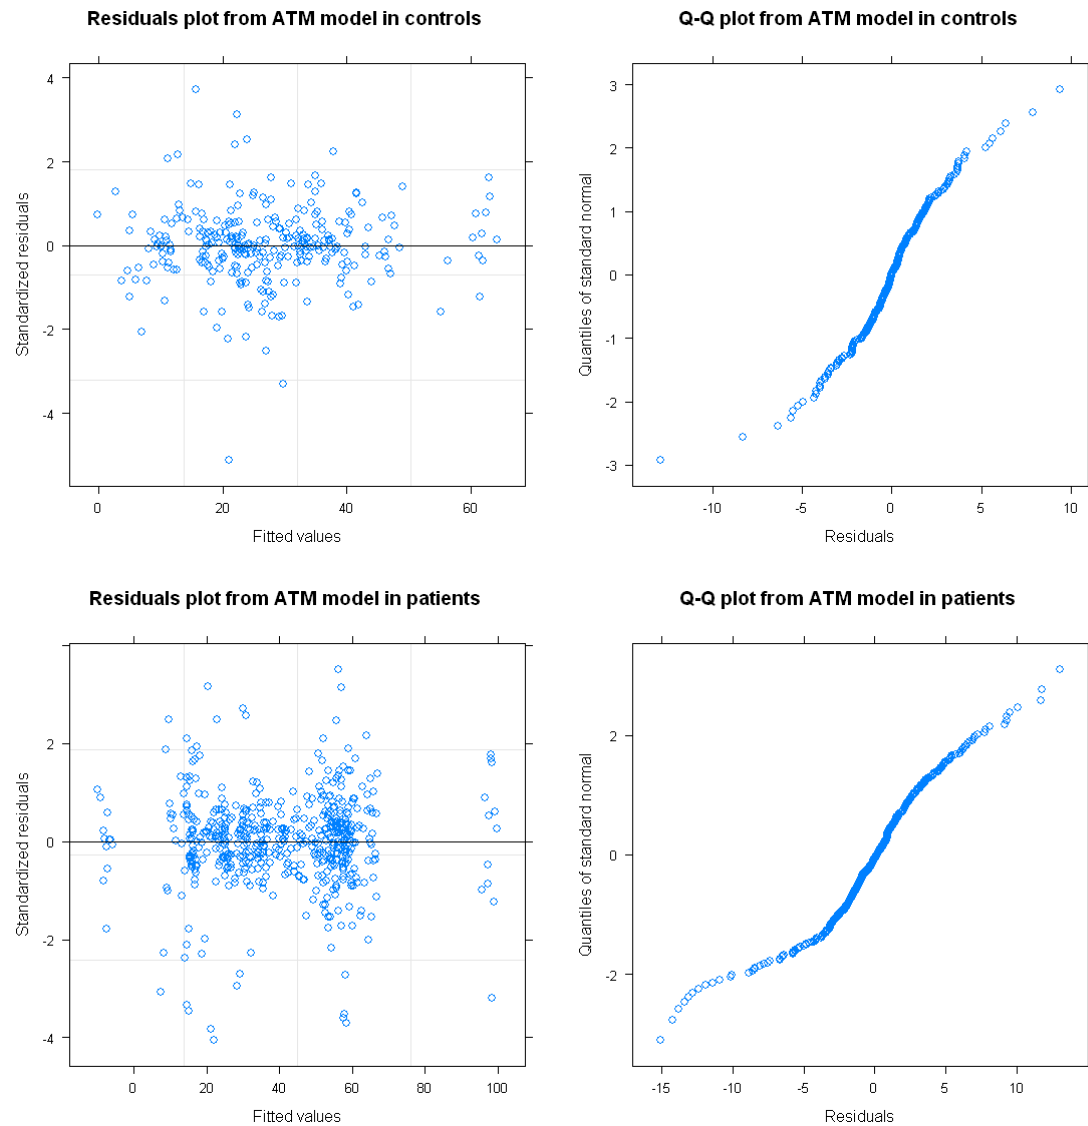 Residuals plot from ATM model in controls
4
2
0
-2
-4
Standardized residuals
0 20 40 60
Fitted values
Q-Q plot from ATM model in controls
3
2
1
0
-1
-2
-3
Quantiles of standard normal
-10 -5 0 5 10
Residuals
Residuals plot from ATM model in patients
2
0
-2
-4
Standardized residuals
0 20 40 60 80 100
Fitted values
Q-Q plot from ATM model in patients
2
0
-2
Quantiles of standard normal
-15 -10 -5 0 5 10
Residuals